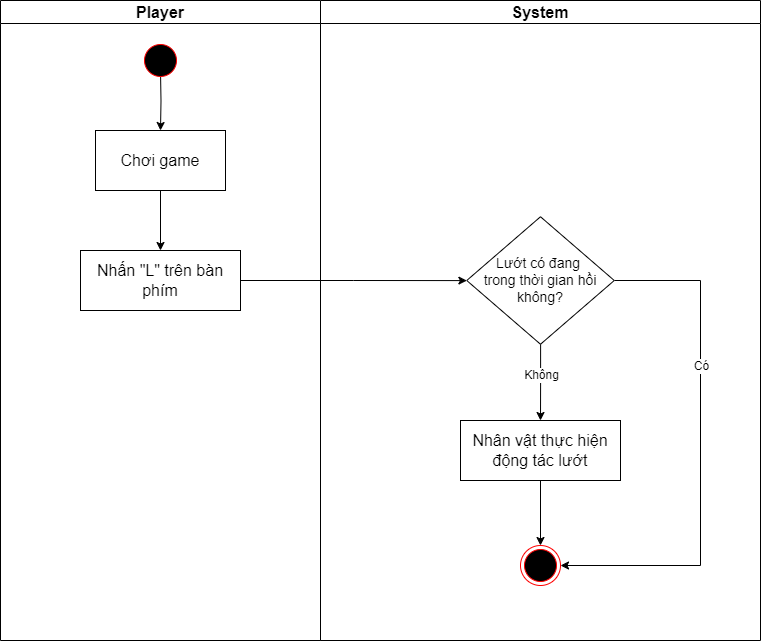 Player
System
Chơi game
Nhấn "L" trên bàn
phím
Lướt có đang
trong thời gian hồi
không?
Có
Không
Nhân vật thực hiện
động tác lướt